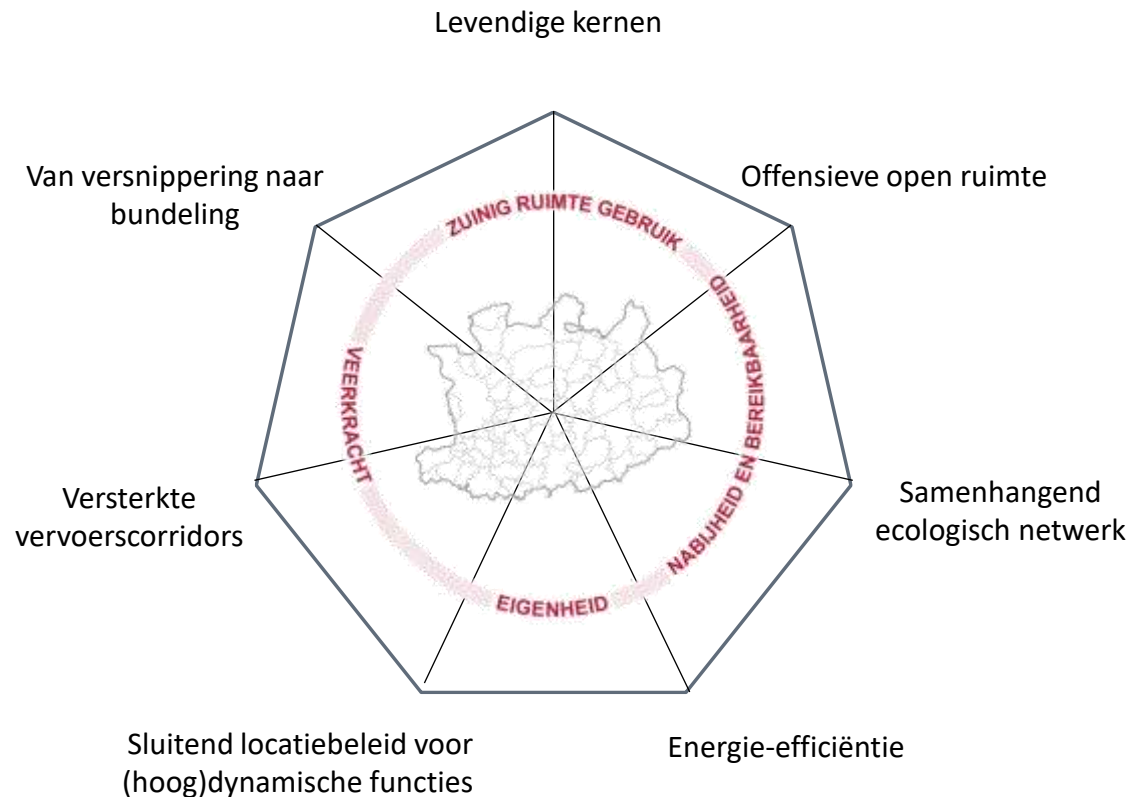 Levendige kernen
Van versnippering naar
bundeling
Offensieve open ruimte
ZUINIG RUIMTE GEBRUIK
NABIJHEID EN BEREIKBAARHEID
VEERKRACHT
EIGENHEID
Versterkte
vervoerscorridors
Samenhangend
ecologisch netwerk
Sluitend locatiebeleid voor
(hoog)dynamische functies
Energie-efficiëntie